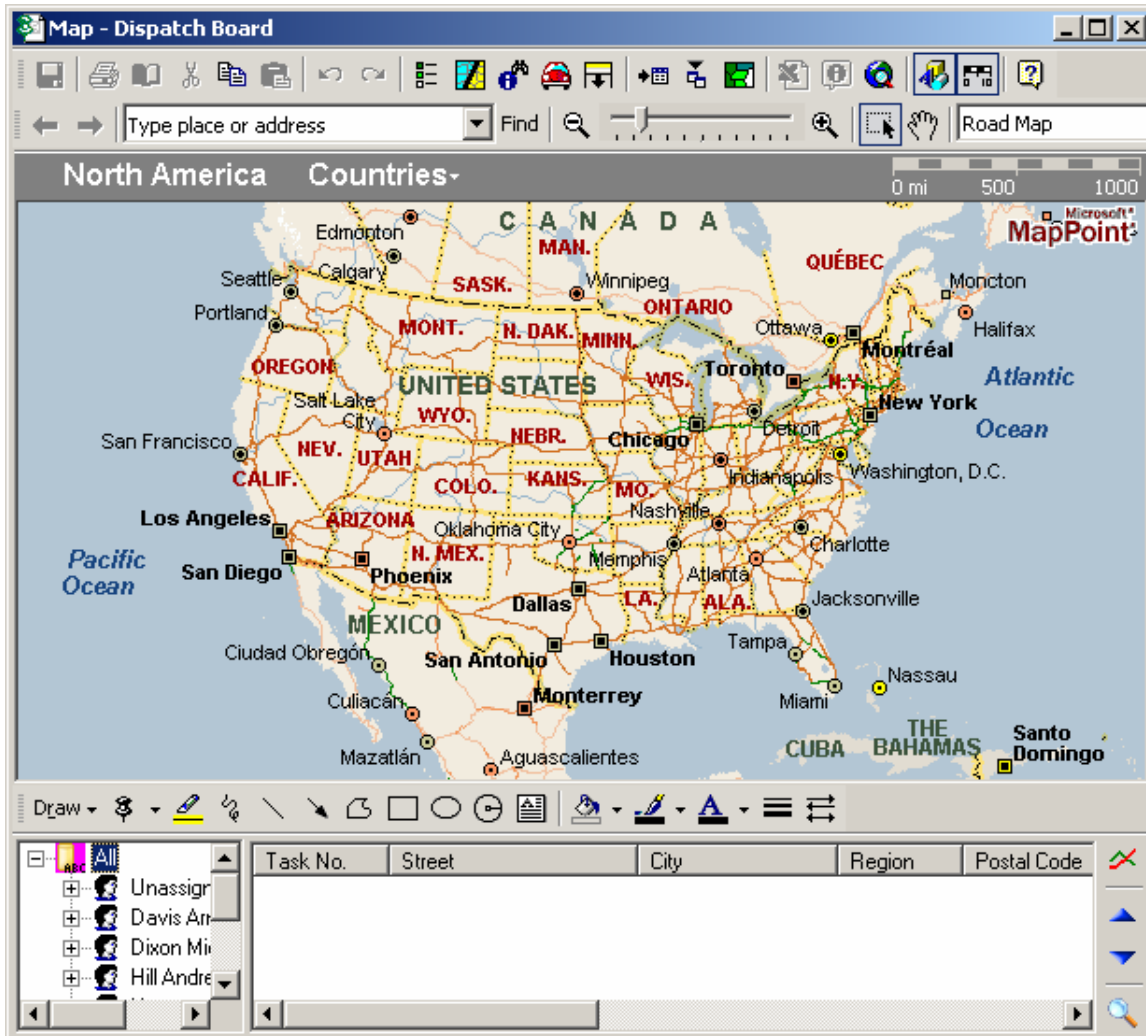 Map - Dispatch Board
Type place or address Find Road Map
North America Countries
0 mi 500 1000
CANADA
Microsoft®
MapPoint
Edmonton
MAN.
QUÉBEC
Calgary
SASK.
Winnipeg
Moncton
Seattle
ONTARIO
Portland
MONT.
N. DAK.
MINN.
Ottawa
Halifax
Montréal
OREGON
WIS.
Toronto
N.Y.
Atlantic
Ocean
UNITED STATES
Salt Lake
City
WYO.
New York
San Francisco
NEV.
UTAH
NEBR.
Chicago
Detroit
CALIF.
COLO.
KANS.
MO.
Indianapolis
Washington, D.C.
Los Angeles
ARIZONA
Oklahoma City
Nashville
Pacific
Ocean
San Diego
Phoenix
N. MEX.
Memphis
Atlanta
Charlotte
Dallas
LA.
ALA.
Jacksonville
MEXICO
Ciudad Obregón
San Antonio
Houston
Tampa
Culiacán
Monterrey
Miami
Nassau
Mazatlán
Aguascalientes
CUBA
THE
BAHAMAS
Santo
Domingo
Draw
All
Unassign
Davis Arr
Dixon Mi
Hill Andre
Task No. Street City Region Postal Code